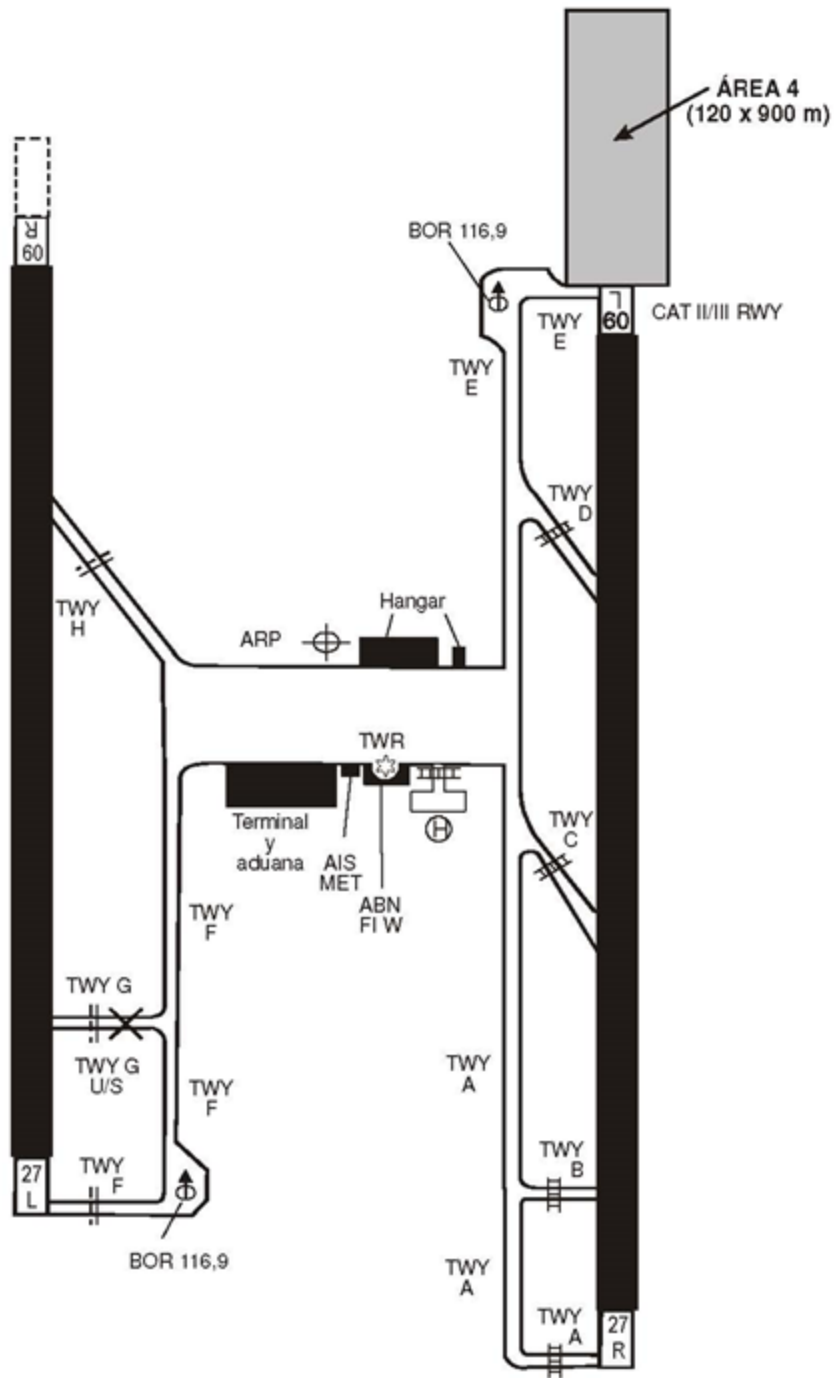 ÁREA 4
(120 x 900 m)
BOR 116,9
09
R
09
L
CAT II/III RWY
TWY
E
TWY
E
TWY
D
TWY
H
Hangar
ARP
TWR
Terminal
y
aduana
AIS
MET
ABN
FI W
H
TWY
C
TWY
F
TWY G
TWY G
U/S
TWY
F
TWY
A
TWY
B
27
L
TWY
F
BOR 116,9
TWY
A
TWY
A
27
R